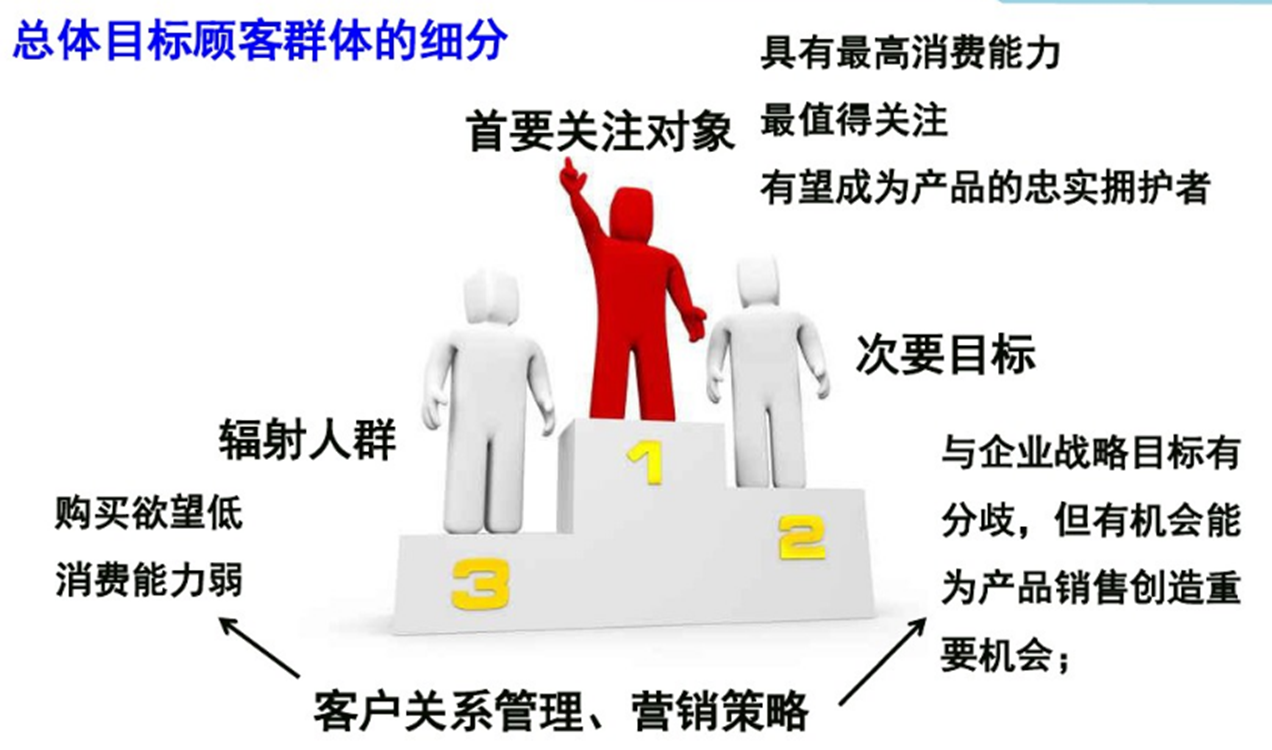 总体目标顾客群体的细分
首要关注对象
具有最高消费能力
最值得关注
有望成为产品的忠实拥护者
次要目标
与企业战略目标有
分歧，但有机会能
为产品销售创造重
要机会；
辐射人群
购买欲望低
消费能力弱
1
2
3
客户关系管理、营销策略